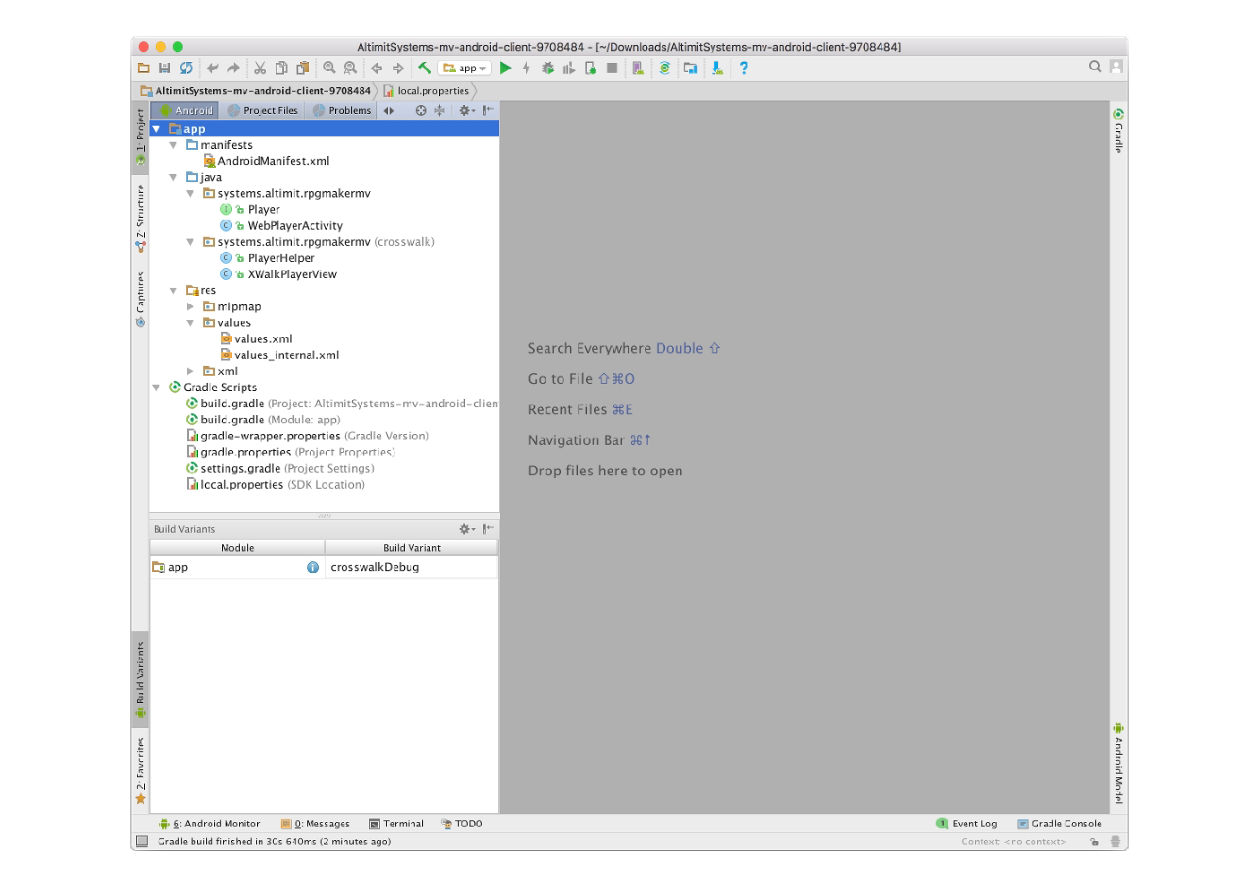 AltimitSystems-mv-android-client-9708484 - [~/Downloads/AltimitSystems-mv-android-client-9708484]
app
AltimitSystems-mv-android-client-9708484 local.properties
Android Project Files Problems
1: Project
Z: Structure
Captures
Build Variants
2: Favorites
app
manifests
AndroidManifest.xml
java
systems.altimit.rpgmakermv
Player
WebPlayerActivity
systems.altimit.rpgmakermv (crosswalk)
PlayerHelper
XWalkPlayerView
res
mipmap
values
values.xml
values_internal.xml
xml
Gradle Scripts
build.gradle (Project: AltimitSystems-mv-android-clien
build.gradle (Module: app)
gradle-wrapper.properties (Gradle Version)
gradle.properties (Project Properties)
settings.gradle (Project Settings)
local.properties (SDK Location)
Build Variants
Module Build Variant
app crosswalkDebug
Search Everywhere Double ⇧
Go to File ⇧⌘O
Recent Files ⌘E
Navigation Bar ⌘↑
Drop files here to open
Gradle
Android Model
6: Android Monitor 0: Messages Terminal TODO 1 Event Log Gradle Console
Gradle build finished in 30s 640ms (2 minutes ago) Context: <no context>